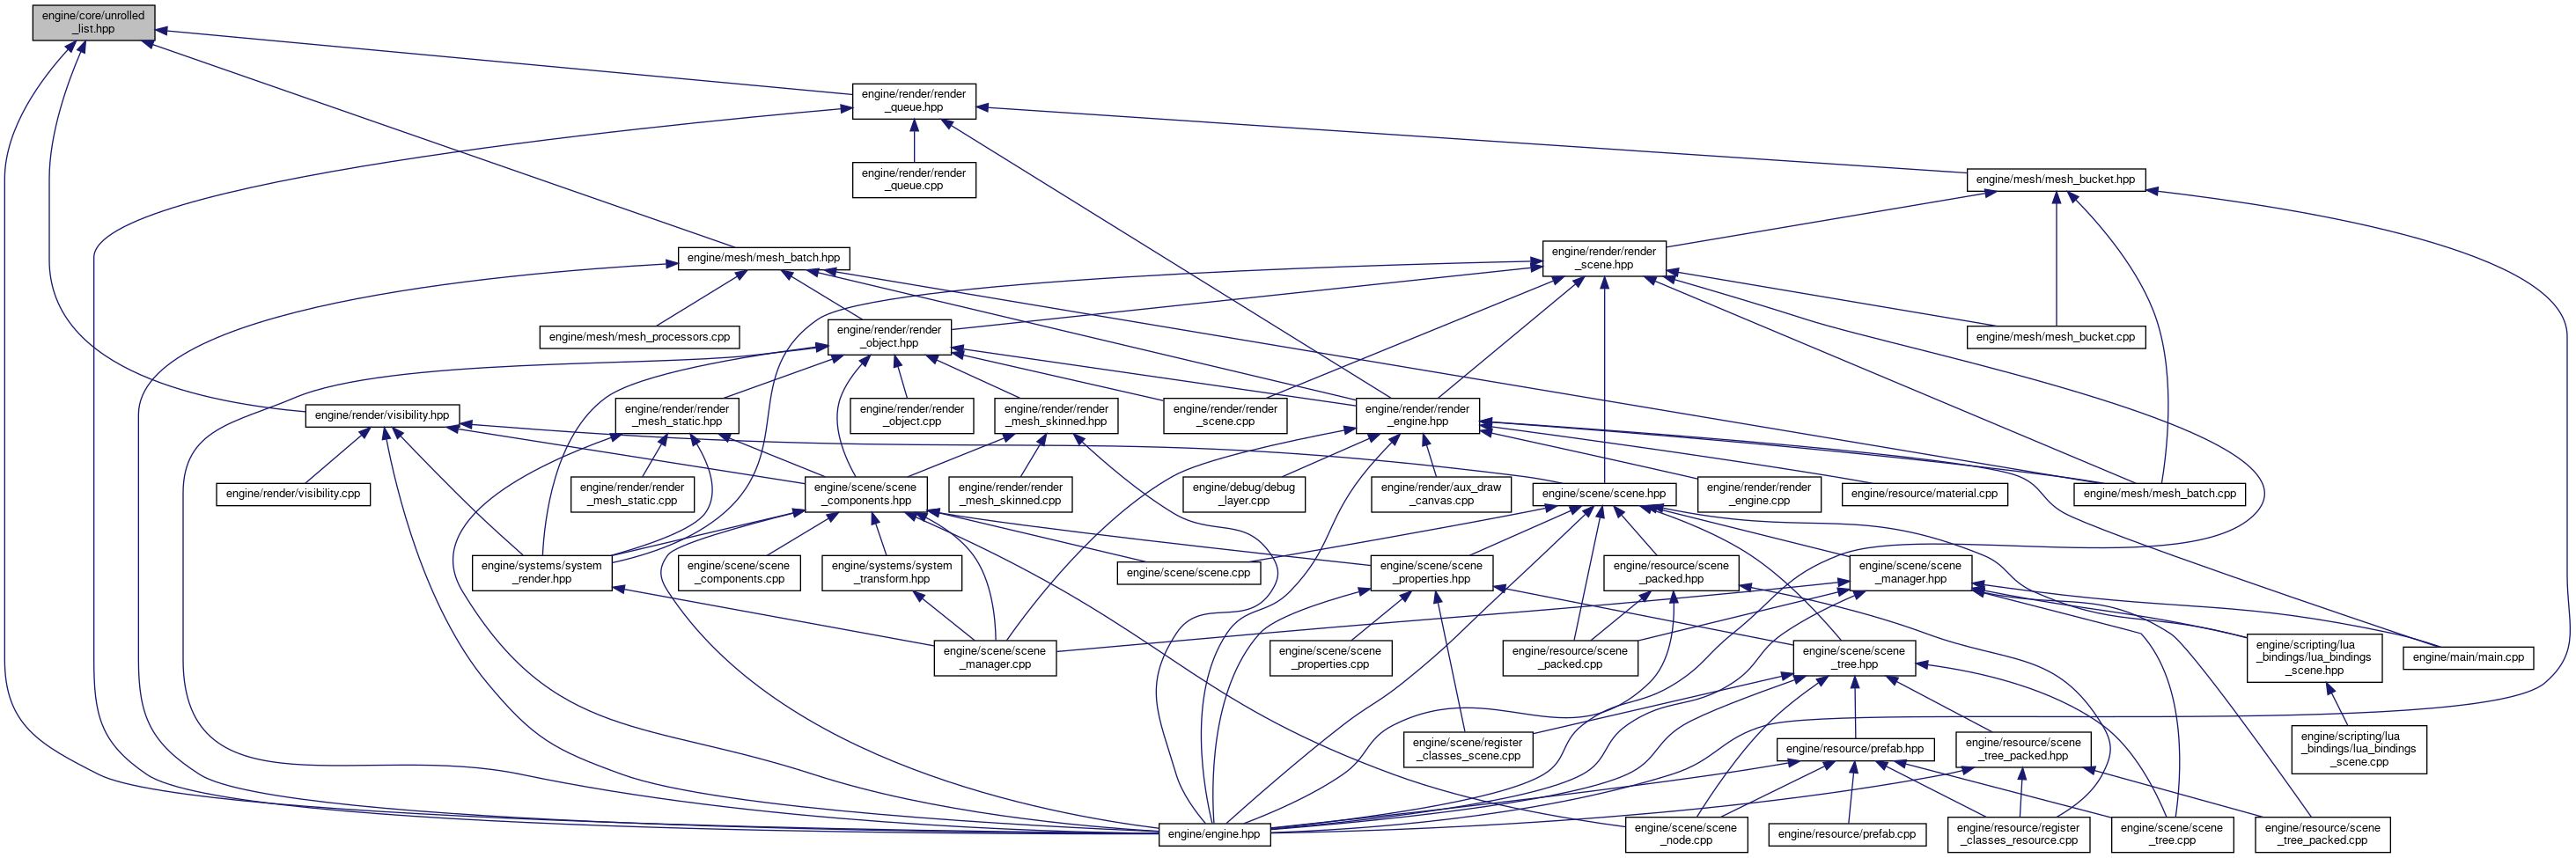 engine/core/unrolled
_list.hpp
engine/render/render
_queue.hpp
engine/render/render
_queue.cpp
engine/mesh/mesh_bucket.hpp
engine/mesh/mesh_batch.hpp
engine/render/render
_scene.hpp
engine/mesh/mesh_processors.cpp
engine/render/render
_object.hpp
engine/mesh/mesh_bucket.cpp
engine/render/visibility.hpp
engine/render/render
_mesh_static.hpp
engine/render/render
_object.cpp
engine/render/render
_mesh_skinned.hpp
engine/render/render
_scene.cpp
engine/render/render
_engine.hpp
engine/render/visibility.cpp
engine/render/render
_mesh_static.cpp
engine/scene/scene
_components.hpp
engine/render/render
_mesh_skinned.cpp
engine/debug/debug
_layer.cpp
engine/render/aux_draw
_canvas.cpp
engine/scene/scene.hpp
engine/render/render
_engine.cpp
engine/resource/material.cpp
engine/mesh/mesh_batch.cpp
engine/systems/system
_render.hpp
engine/scene/scene
_components.cpp
engine/systems/system
_transform.hpp
engine/scene/scene.cpp
engine/scene/scene
_properties.hpp
engine/resource/scene
_packed.hpp
engine/scene/scene
_manager.hpp
engine/scene/scene
_manager.cpp
engine/scene/scene
_properties.cpp
engine/resource/scene
_packed.cpp
engine/scene/scene
_tree.hpp
engine/scripting/lua
_bindings/lua_bindings
_scene.hpp
engine/main/main.cpp
engine/scene/register
_classes_scene.cpp
engine/resource/prefab.hpp
engine/resource/scene
_tree_packed.hpp
engine/scripting/lua
_bindings/lua_bindings
_scene.cpp
engine/engine.hpp
engine/scene/scene
_node.cpp
engine/resource/prefab.cpp
engine/resource/register
_classes_resource.cpp
engine/scene/scene
_tree.cpp
engine/resource/scene
_tree_packed.cpp